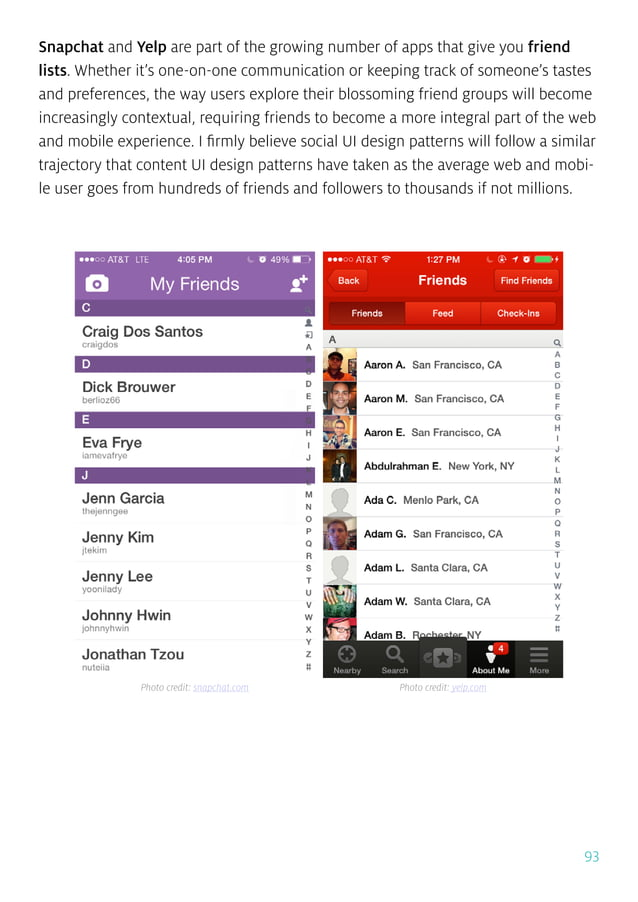 Snapchat and Yelp are part of the growing number of apps that give you friend
lists. Whether it’s one-on-one communication or keeping track of someone’s tastes
and preferences, the way users explore their blossoming friend groups will become
increasingly contextual, requiring friends to become a more integral part of the web
and mobile experience. I firmly believe social UI design patterns will follow a similar
trajectory that content UI design patterns have taken as the average web and mobi-
le user goes from hundreds of friends and followers to thousands if not millions.
AT&T LTE 4:05 PM 49%
My Friends
C
Craig Dos Santos
craigdos
D
Dick Brouwer
berlioz66
E
Eva Frye
iamevafrye
J
Jenn Garcia
thejenngee
Jenny Kim
jtekim
Jenny Lee
yoonilady
Johnny Hwin
johnnyhwin
Jonathan Tzou
nuteiia
A
D
E
F
H
I
J
M
N
O
P
Q
R
S
T
U
V
W
X
Y
Z
#
Photo credit: snapchat.com
AT&T 1:27 PM
Back Friends Find Friends
Friends Feed Check-Ins
A
Aaron A. San Francisco, CA
Aaron M. San Francisco, CA
Aaron E. San Francisco, CA
Abdulrahman E. New York, NY
Ada C. Menlo Park, CA
Adam G. San Francisco, CA
Adam L. Santa Clara, CA
Adam W. Santa Clara, CA
Adam B. Rochester, NY
A
B
C
D
E
F
G
H
I
J
K
L
M
N
O
P
Q
R
S
T
U
V
W
X
Y
Z
#
4
Nearby Search About Me More
Photo credit: yelp.com
93